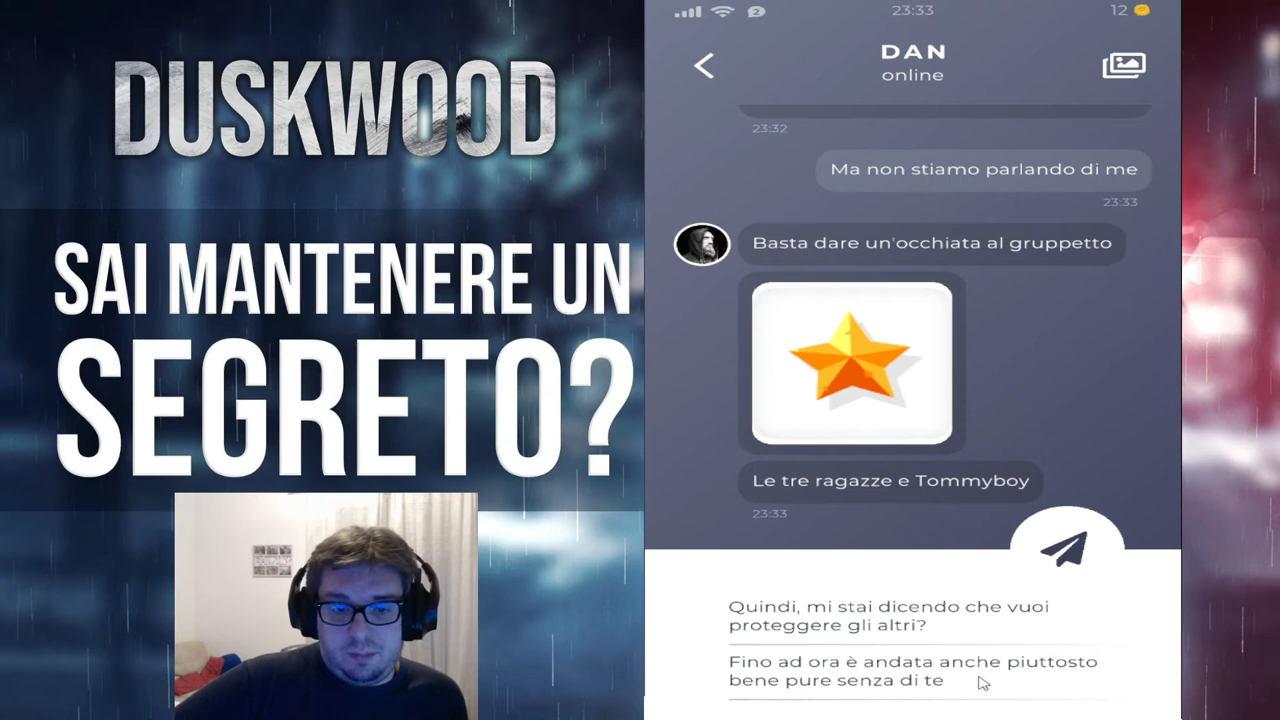 DUSKWOOD
SAI MANTENERE UN
SEGRETO?
2
23:33
12
DAN
online
23:32
Ma non stiamo parlando di me
23:33
Basta dare un'occhiata al gruppetto
Le tre ragazze e Tommyboy
23:33
Quindi, mi stai dicendo che vuoi
proteggere gli altri?
Fino ad ora è andata anche piuttosto
bene pure senza di te